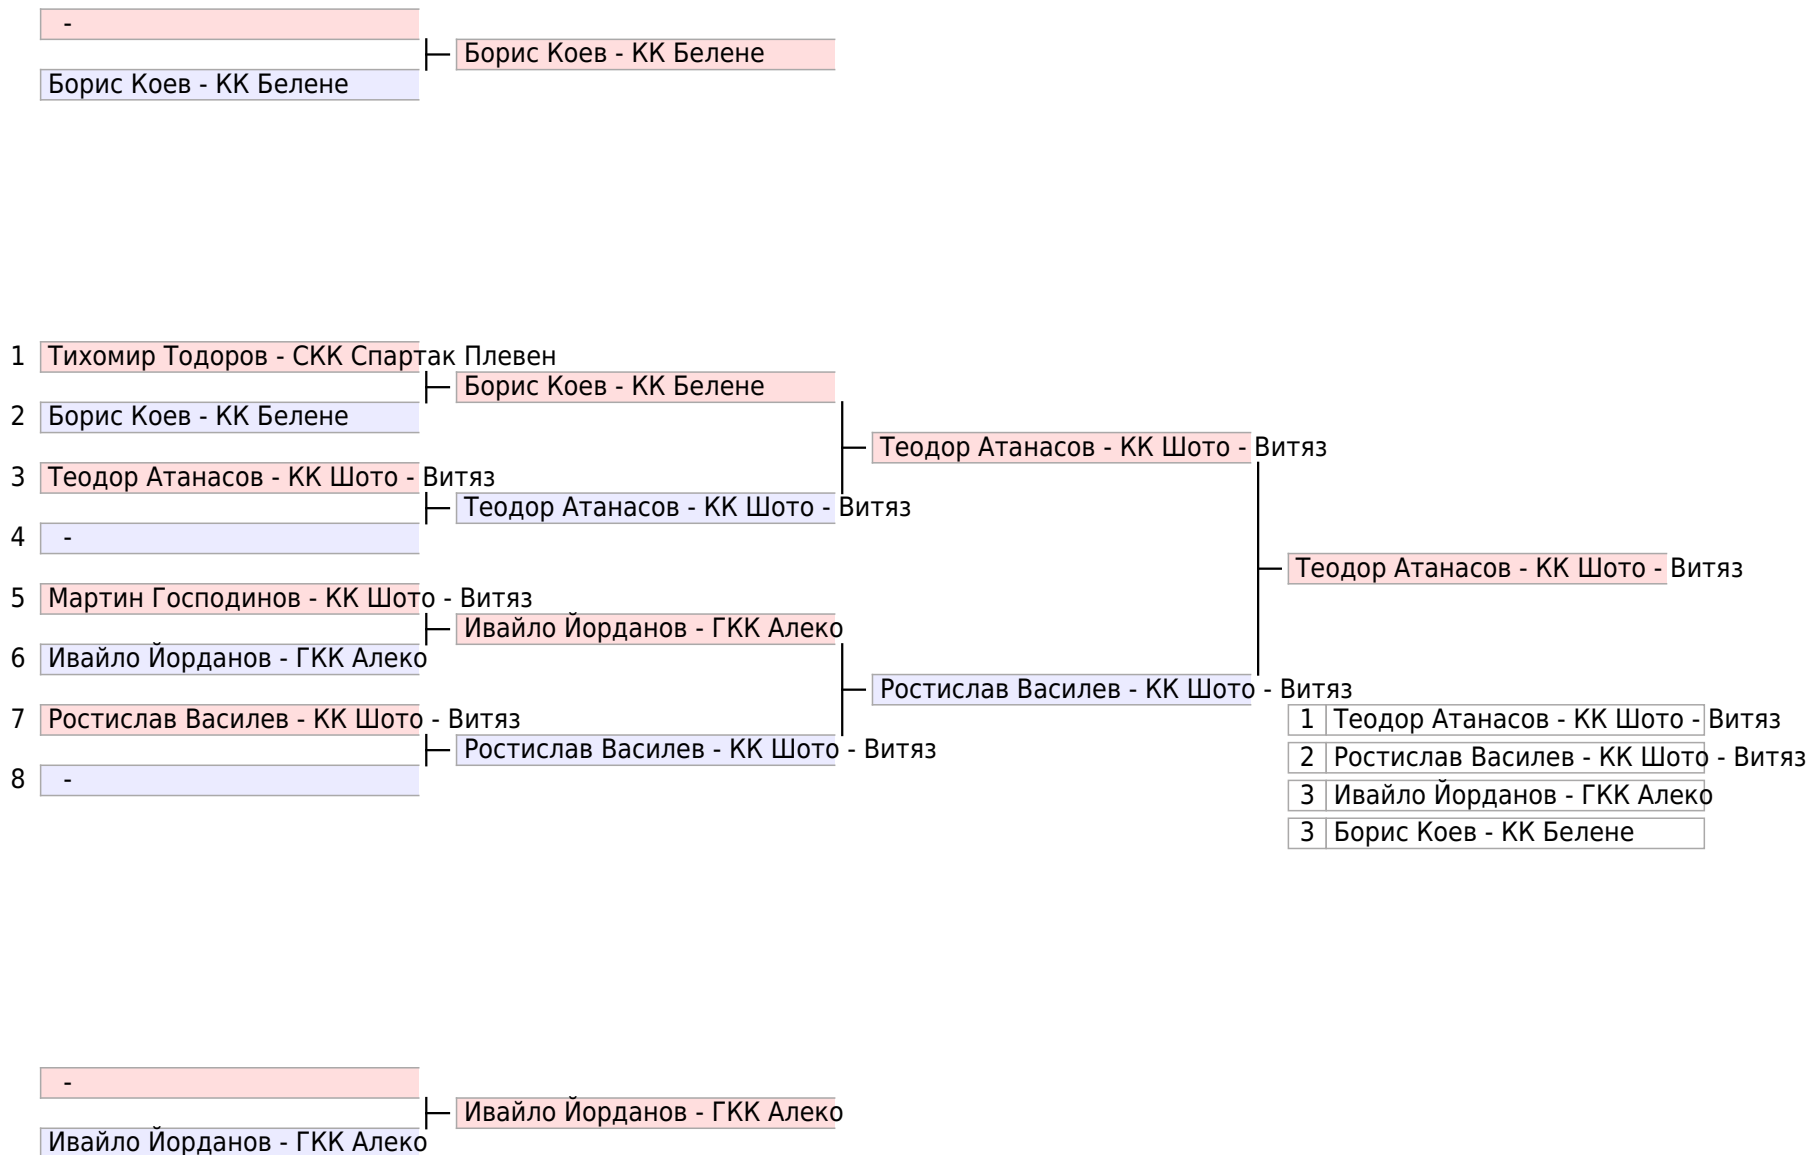 -
Борис Коев - КК Белене
Борис Коев - КК Белене
1 Тихомир Тодоров - СКК Спартак Плевен
Борис Коев - КК Белене
2 Борис Коев - КК Белене
Теодор Атанасов - КК Шото - Витяз
3 Теодор Атанасов - КК Шото - Витяз
Теодор Атанасов - КК Шото - Витяз
4 -
Теодор Атанасов - КК Шото - Витяз
5 Мартин Господинов - КК Шото - Витяз
Ивайло Йорданов - ГКК Алеко
6 Ивайло Йорданов - ГКК Алеко
Ростислав Василев - КК Шото - Витяз
7 Ростислав Василев - КК Шото - Витяз
1 Теодор Атанасов - КК Шото - Витяз
Ростислав Василев - КК Шото - Витяз
2 Ростислав Василев - КК Шото - Витяз
8 -
3 Ивайло Йорданов - ГКК Алеко
3 Борис Коев - КК Белене
-
Ивайло Йорданов - ГКК Алеко
Ивайло Йорданов - ГКК Алеко